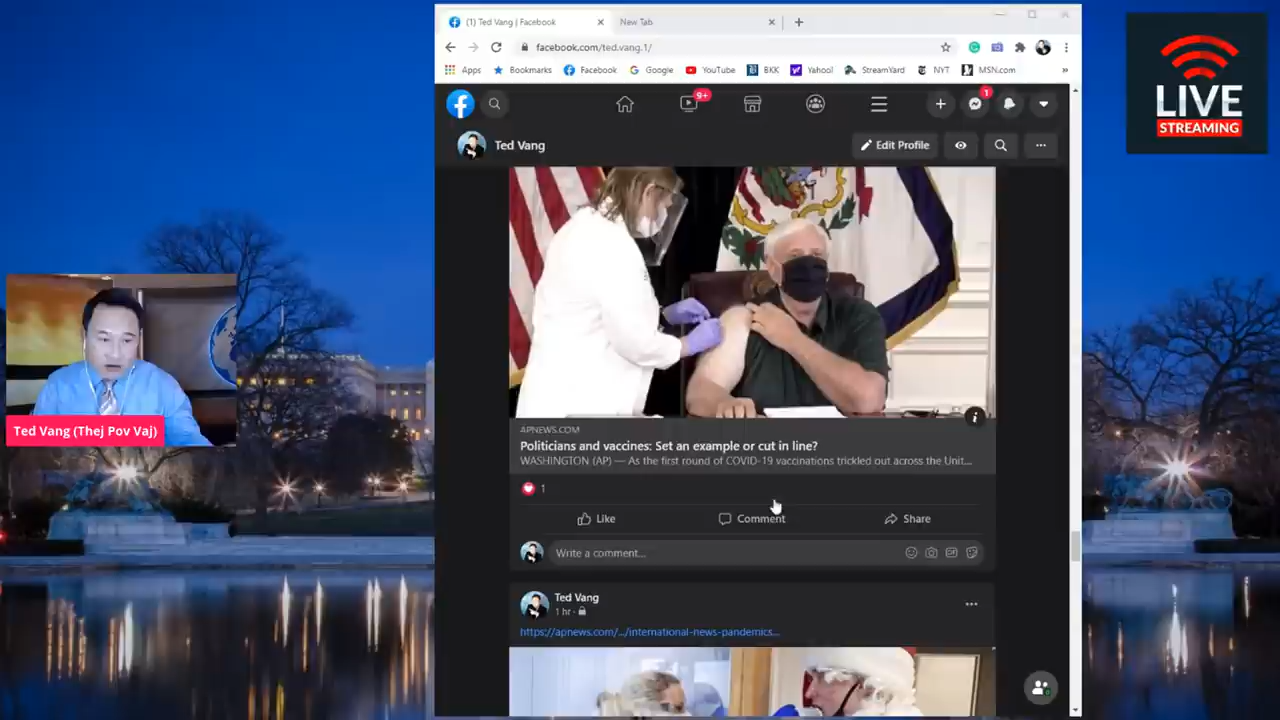 (1) Ted Vang | Facebook
New Tab
facebook.com/ted.vang.1/
Apps Bookmarks Facebook Google YouTube BKK Yahoo! StreamYard NYT MSN.com »
9+
1
LIVE
STREAMING
Ted Vang
Edit Profile
APNEWS.COM
Politicians and vaccines: Set an example or cut in line?
WASHINGTON (AP) — As the first round of COVID-19 vaccinations trickled out across the Unit...
1
Like Comment Share
Write a comment...
GIF
Ted Vang
1 hr ·
https://apnews.com/.../international-news-pandemics...
Ted Vang (Thej Pov Vaj)